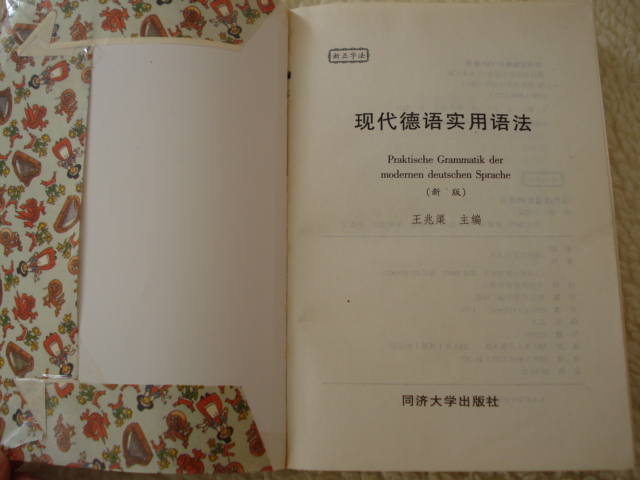 新正字法
现代德语实用语法
Praktische Grammatik der
modernen deutschen Sprache
(新 版)
王兆渠 主编
同济大学出版社